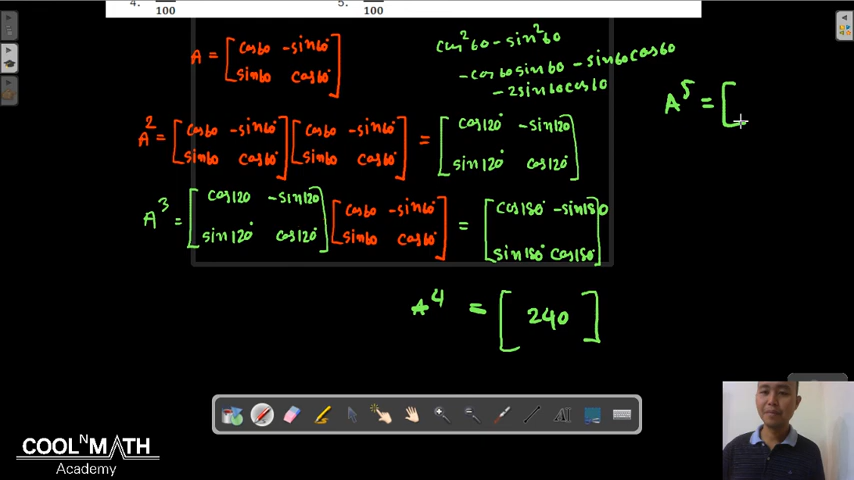 4. 100 5. 100
A = [cos60 -sin60°
sin60 cos60°]
cos²60 - sin²60
-cos60sin60 - sin60cos60
-2sin60cos60
A⁵ = [
A² = [cos60 -sin60° [cos60 -sin60° = [cos120° -sin120
sin60 cos60°] sin60 cos60°] sin120° cos120°]
A³ = [cos120 -sin120 [cos60 -sin60° = [cos180° -sin180
sin120° cos120°] sin60 cos60°] sin180° cos180°]
A⁴ = [240]
COOL N MATH
Academy